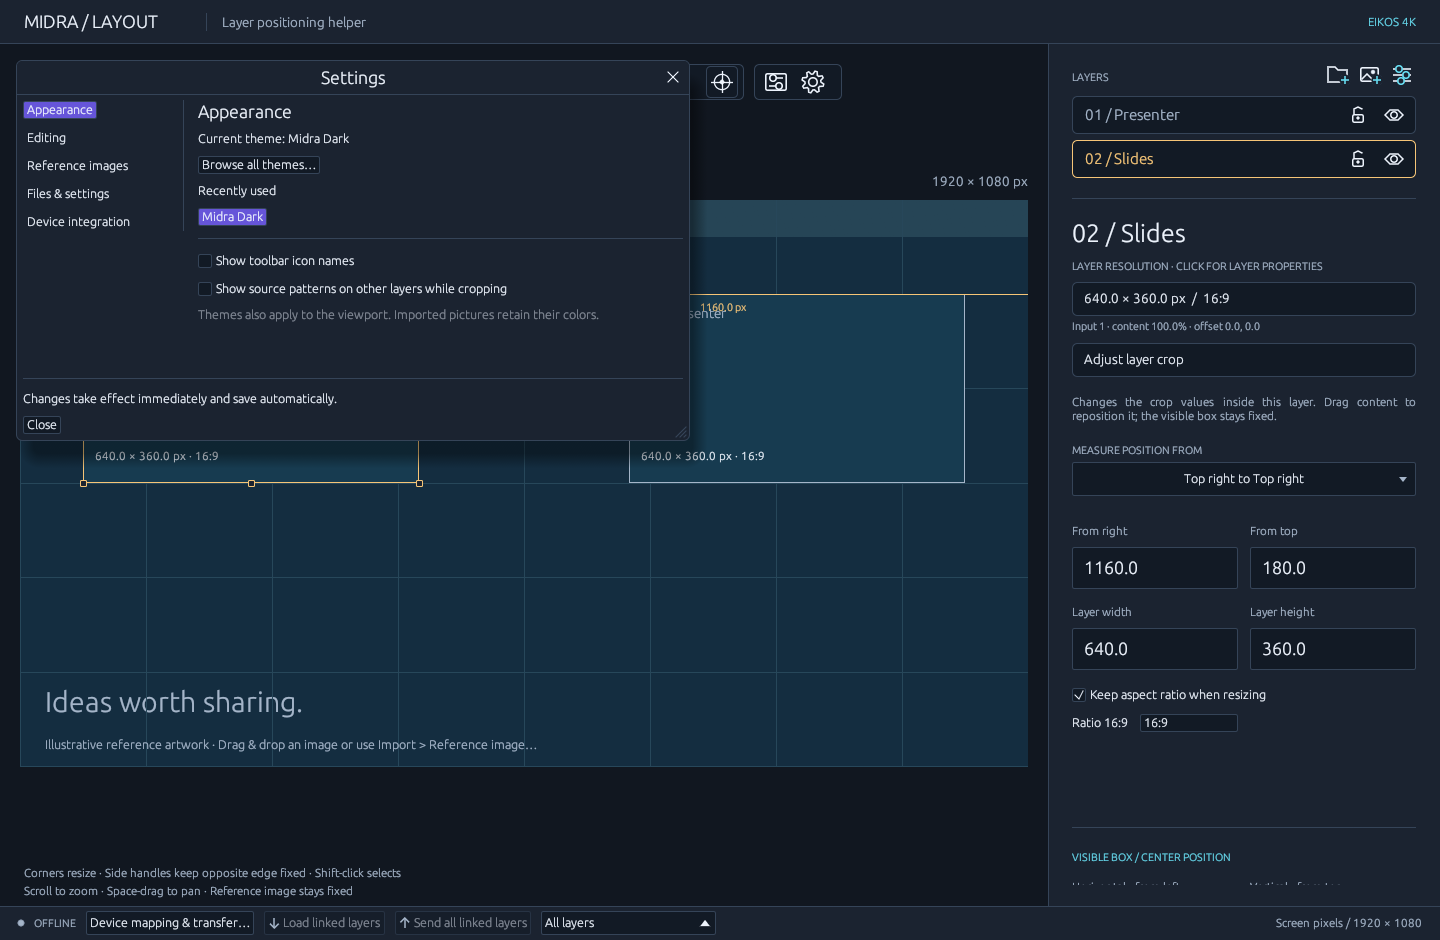 MIDRA / LAYOUT
Layer positioning helper
EIKOS 4K
Settings
Appearance
Editing
Reference images
Files & settings
Device integration
Appearance
Current theme: Midra Dark
Browse all themes...
Recently used
Midra Dark
Show toolbar icon names
Show source patterns on other layers while cropping
Themes also apply to the viewport. Imported pictures retain their colors.
Changes take effect immediately and save automatically.
Close
1920 × 1080 px
1160.0 px
640.0 × 360.0 px · 16:9
640.0 × 360.0 px · 16:9
Ideas worth sharing.
Illustrative reference artwork · Drag & drop an image or use Import > Reference image...
Corners resize · Side handles keep opposite edge fixed · Shift-click selects
Scroll to zoom · Space-drag to pan · Reference image stays fixed
LAYERS
01 / Presenter
02 / Slides
02 / Slides
LAYER RESOLUTION · CLICK FOR LAYER PROPERTIES
640.0 × 360.0 px / 16:9
Input 1 · content 100.0% · offset 0.0, 0.0
Adjust layer crop
Changes the crop values inside this layer. Drag content to
reposition it; the visible box stays fixed.
MEASURE POSITION FROM
Top right to Top right
From right
From top
1160.0
180.0
Layer width
Layer height
640.0
360.0
Keep aspect ratio when resizing
Ratio 16:9
16:9
VISIBLE BOX / CENTER POSITION
OFFLINE
Device mapping & transfer...
Load linked layers
Send all linked layers
All layers
Screen pixels / 1920 × 1080